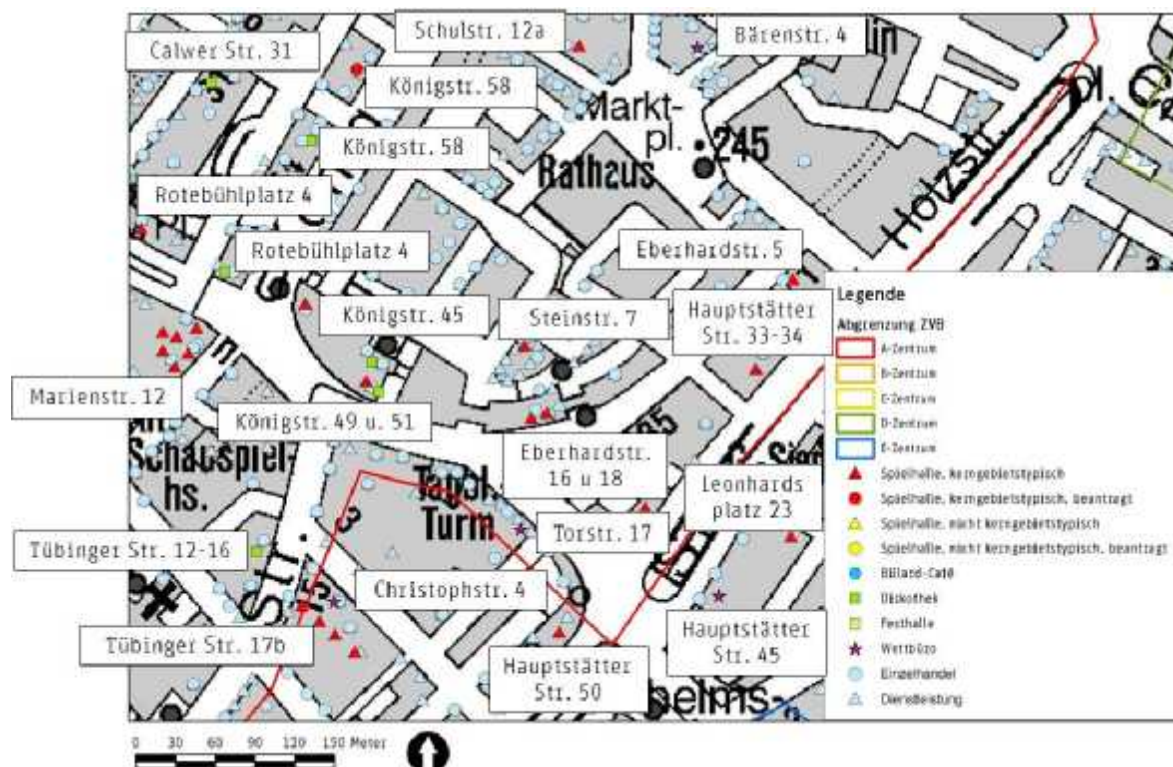 Schulstr. 12a
Bärenstr. 4
Calwer Str. 31
Königstr. 58
Markt-
pl.
Königstr. 58
245
Rathaus
Holzstr.
Rotebühlplatz 4
Rotebühlplatz 4
Eberhardstr. 5
Königstr. 45
Steinstr. 7
Hauptstätter
Str. 33-34
Marienstr. 12
Königstr. 49 u. 51
Schauspiel-
hs.
Eberhardstr.
16 u 18
Leonhards
platz 23
Turm
Torstr. 17
Tübinger Str. 12-16
Christophstr. 4
Tübinger Str. 17b
Hauptstätter
Str. 50
Hauptstätter
Str. 45
helms-
Legende
Abgrenzung ZVB
A-Zentrum
B-Zentrum
C-Zentrum
D-Zentrum
E-Zentrum
Spielhalle, kerngebietstypisch
Spielhalle, kerngebietstypisch, beantragt
Spielhalle, nicht kerngebietstypisch
Spielhalle, nicht kerngebietstypisch, beantragt
Billard-Café
Diskothek
Festhalle
Wettbüro
Einzelhandel
Dienstleistung
0 30 60 90 120 150 Meter